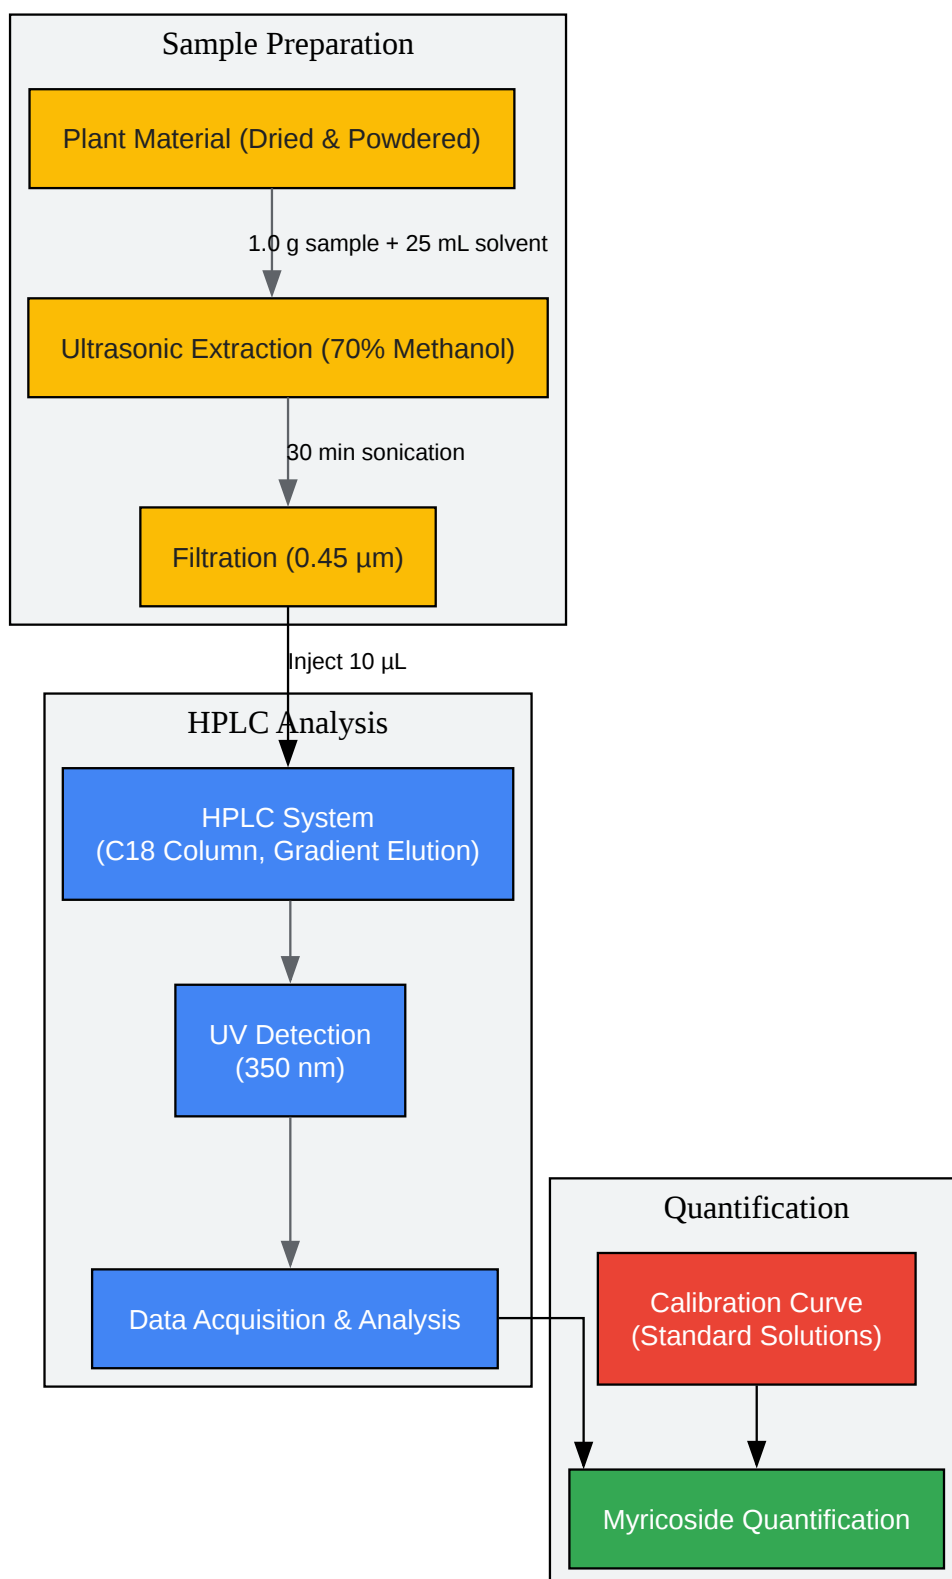 Sample Preparation
Plant Material (Dried & Powdered)
1.0 g sample + 25 mL solvent
Ultrasonic Extraction (70% Methanol)
30 min sonication
Filtration (0.45 µm)
Inject 10 µL
HPLC Analysis
HPLC System
(C18 Column, Gradient Elution)
UV Detection
(350 nm)
Data Acquisition & Analysis
Quantification
Calibration Curve
(Standard Solutions)
Myricoside Quantification